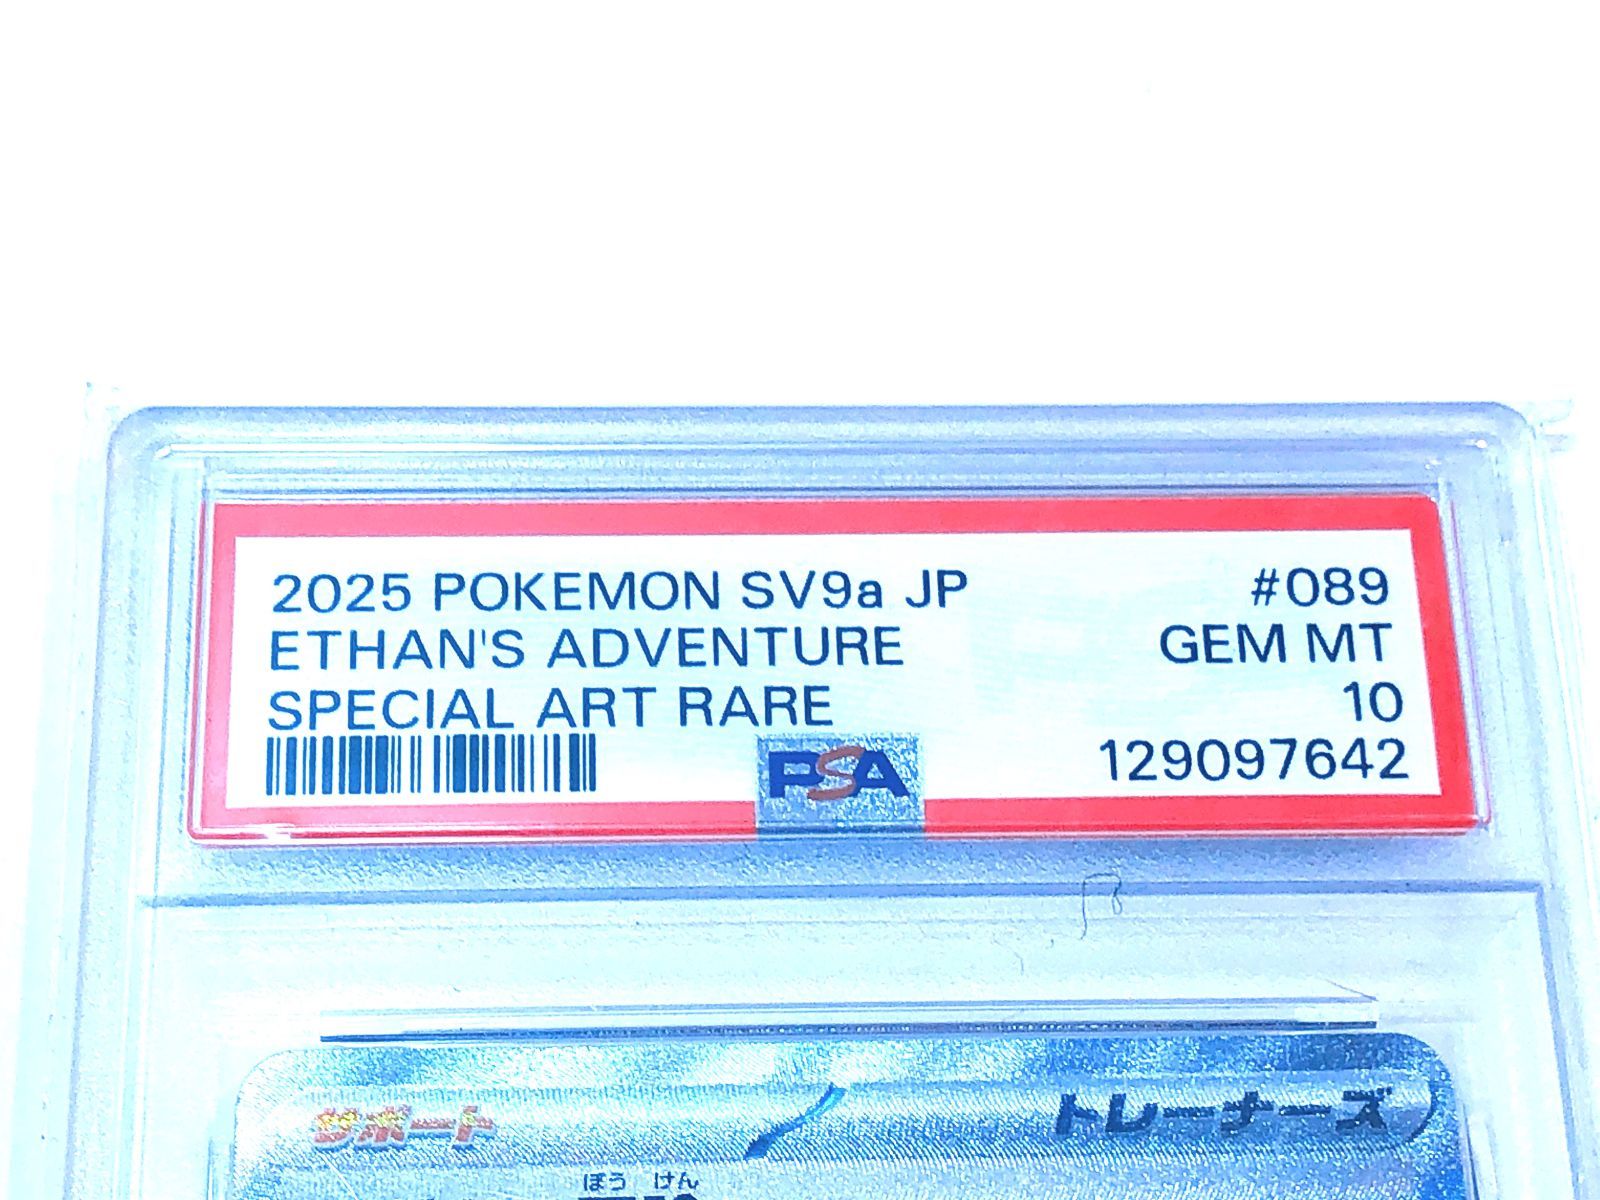 2025 POKEMON SV9a JP #089
ETHAN'S ADVENTURE GEM MT
SPECIAL ART RARE 10
PSA 129097642
サポート トレーナーズ
ぼう けん